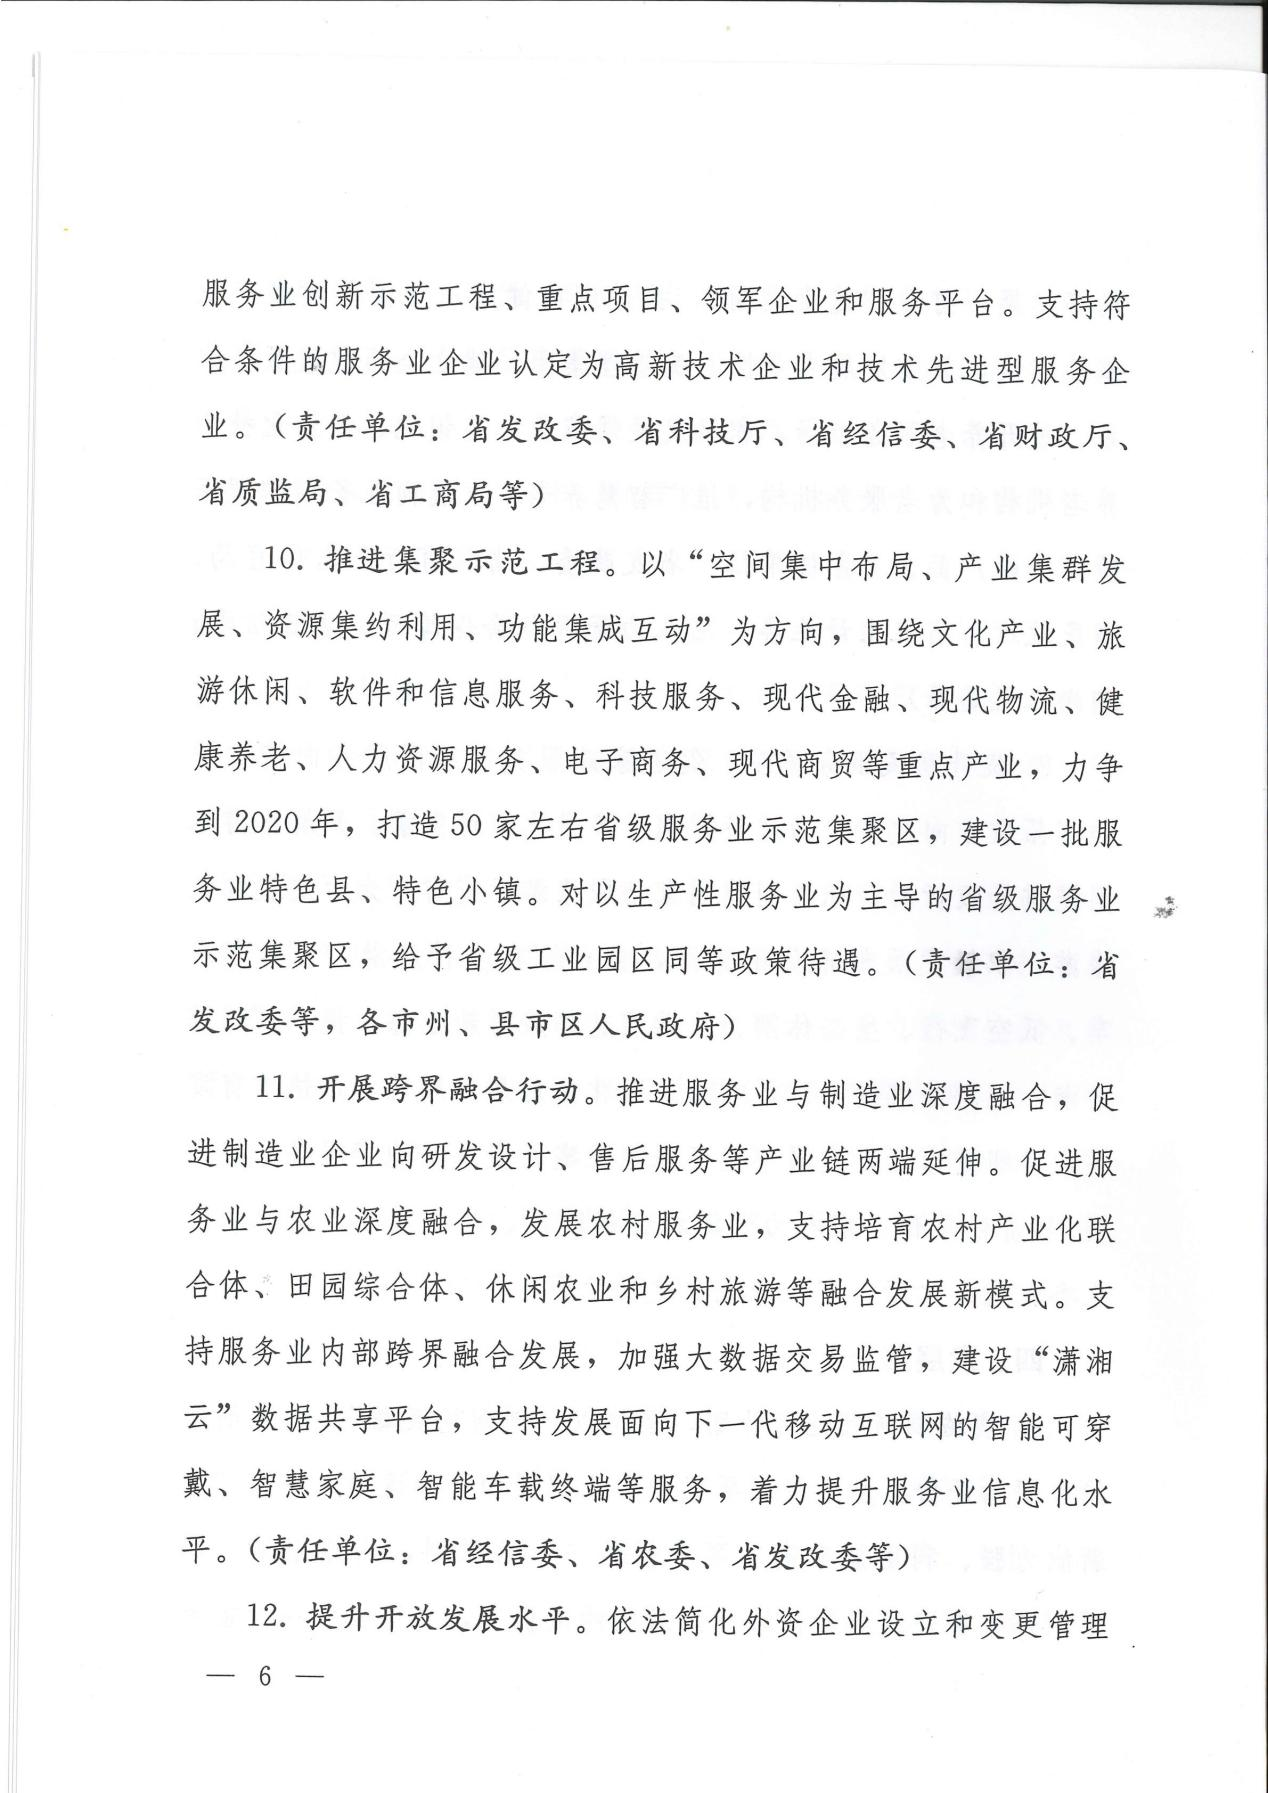 服务业创新示范工程、重点项目、领军企业和服务平台。支持符
合条件的服务业企业认定为高新技术企业和技术先进型服务企
业。（责任单位：省发改委、省科技厅、省经信委、省财政厅、
省质监局、省工商局等）
10. 推进集聚示范工程。以“空间集中布局、产业集群发
展、资源集约利用、功能集成互动”为方向，围绕文化产业、旅
游休闲、软件和信息服务、科技服务、现代金融、现代物流、健
康养老、人力资源服务、电子商务、现代商贸等重点产业，力争
到2020年，打造50家左右省级服务业示范集聚区，建设一批服
务业特色县、特色小镇。对以生产性服务业为主导的省级服务业
示范集聚区，给予省级工业园区同等政策待遇。（责任单位：省
发改委等，各市州、县市区人民政府）
11. 开展跨界融合行动。推进服务业与制造业深度融合，促
进制造业企业向研发设计、售后服务等产业链两端延伸。促进服
务业与农业深度融合，发展农村服务业，支持培育农村产业化联
合体、田园综合体、休闲农业和乡村旅游等融合发展新模式。支
持服务业内部跨界融合发展，加强大数据交易监管，建设“潇湘
云”数据共享平台，支持发展面向下一代移动互联网的智能可穿
戴、智慧家庭、智能车载终端等服务，着力提升服务业信息化水
平。（责任单位：省经信委、省农委、省发改委等）
12. 提升开放发展水平。依法简化外资企业设立和变更管理
— 6 —